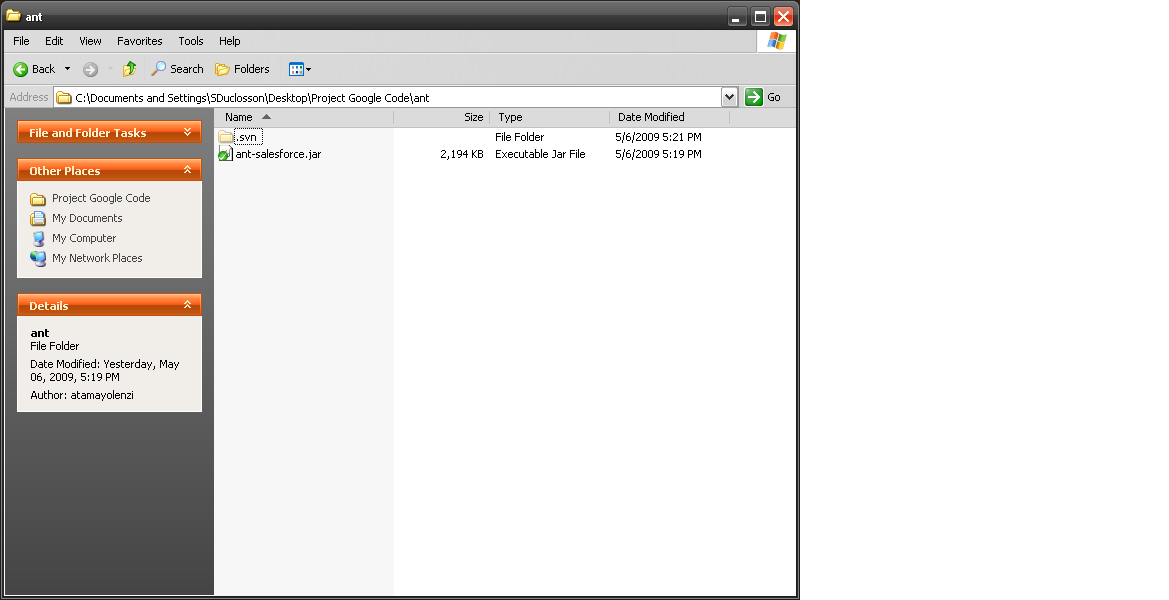 ant
File Edit View Favorites Tools Help
Back Search Folders
Address C:\Documents and Settings\SDuclosson\Desktop\Project Google Code\ant Go
File and Folder Tasks
Other Places
Project Google Code
My Documents
My Computer
My Network Places
Details
ant
File Folder
Date Modified: Yesterday, May
06, 2009, 5:19 PM
Author: atamayolenzi
Name Size Type Date Modified
.svn File Folder 5/6/2009 5:21 PM
ant-salesforce.jar 2,194 KB Executable Jar File 5/6/2009 5:19 PM